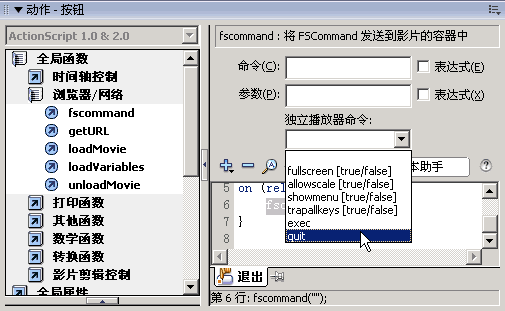 动作 - 按钮
ActionScript 1.0 & 2.0
全局函数
时间轴控制
浏览器/网络
fscommand
getURL
loadMovie
loadVariables
unloadMovie
打印函数
其他函数
数学函数
转换函数
影片剪辑控制
全局属性
fscommand : 将 FSCommand 发送到影片的容器中
命令(C):
表达式(E)
参数(P):
表达式(X)
独立播放器命令:
fullscreen [true/false]
allowscale [true/false]
showmenu [true/false]
trapallkeys [true/false]
exec
quit
本助手
5 on (rel
6 fsc
7 }
8
退出
第 6 行: fscommand("");